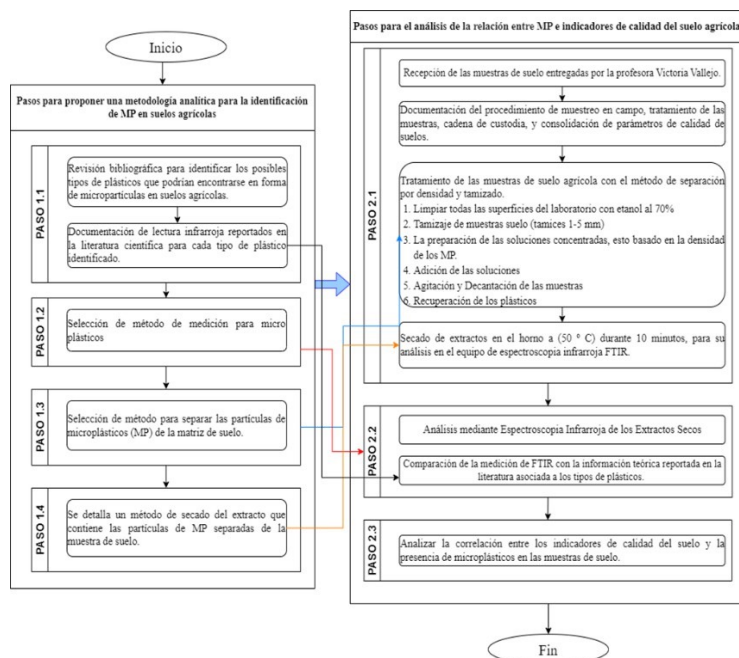 Inicio
Pasos para proponer una metodología analítica para la identificación
de MP en suelos agrícolas
PASO 1.1
Revisión bibliográfica para identificar los posibles
tipos de plásticos que podrían encontrarse en forma
de micropartículas en suelos agrícolas.
Documentación de lectura infrarroja reportados en
la literatura científica para cada tipo de plástico
identificado.
PASO 1.2
Selección de método de medición para micro
plásticos
PASO 1.3
Selección de método para separar las partículas
de microplásticos (MP) de la matriz de suelo.
PASO 1.4
Se detalla un método de secado del extracto que
contiene las partículas de MP separadas de la
muestra de suelo.
Pasos para el análisis de la relación entre MP e indicadores de calidad del suelo agrícola
PASO 2.1
Recepción de las muestras de suelo entregadas por la profesora Victoria Vallejo.
Documentación del procedimiento de muestreo en campo, tratamiento de las
muestras, cadena de custodia, y consolidación de parámetros de calidad de
suelos.
Tratamiento de las muestras de suelo agrícola con el método de separación
por densidad y tamizado.
1. Limpiar todas las superficies del laboratorio con etanol al 70%
2. Tamizaje de muestras suelo (tamices 1-5 mm)
3. La preparación de las soluciones concentradas, esto basado en la densidad
de los MP.
4. Adición de las soluciones
5. Agitación y Decantación de las muestras
6. Recuperación de los plásticos
Secado de extractos en el horno a (50 ° C) durante 10 minutos, para su
análisis en el equipo de espectroscopia infrarroja FTIR.
PASO 2.2
Análisis mediante Espectroscopia Infrarroja de los Extractos Secos
Comparación de la medición de FTIR con la información teórica reportada en la
literatura asociada a los tipos de plásticos.
PASO 2.3
Analizar la correlación entre los indicadores de calidad del suelo y la
presencia de microplásticos en las muestras de suelo.
Fin